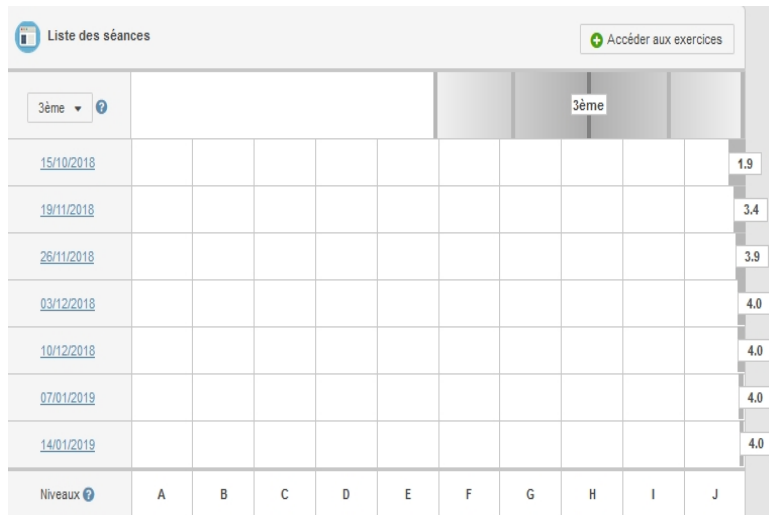 Liste des séances
Accéder aux exercices
3ème
3ème
15/10/2018 1.9
19/11/2018 3.4
26/11/2018 3.9
03/12/2018 4.0
10/12/2018 4.0
07/01/2019 4.0
14/01/2019 4.0
Niveaux A B C D E F G H I J